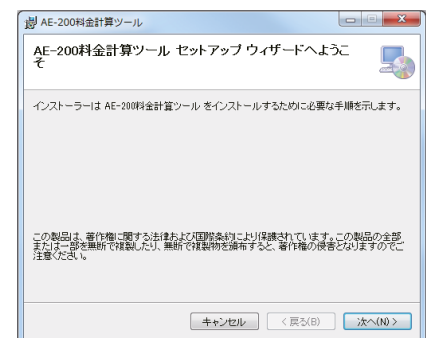 AE-200料金計算ツール
AE-200料金計算ツール セットアップ ウィザードへようこ
そ
インストーラーは AE-200料金計算ツール をインストールするために必要な手順を示します。
この製品は、著作権に関する法律および国際条約により保護されています。この製品の全部
または一部を無断で複製したり、無断で複製物を頒布すると、著作権の侵害となりますのでご
注意ください。
キャンセル
< 戻る(B)
次へ(N) >